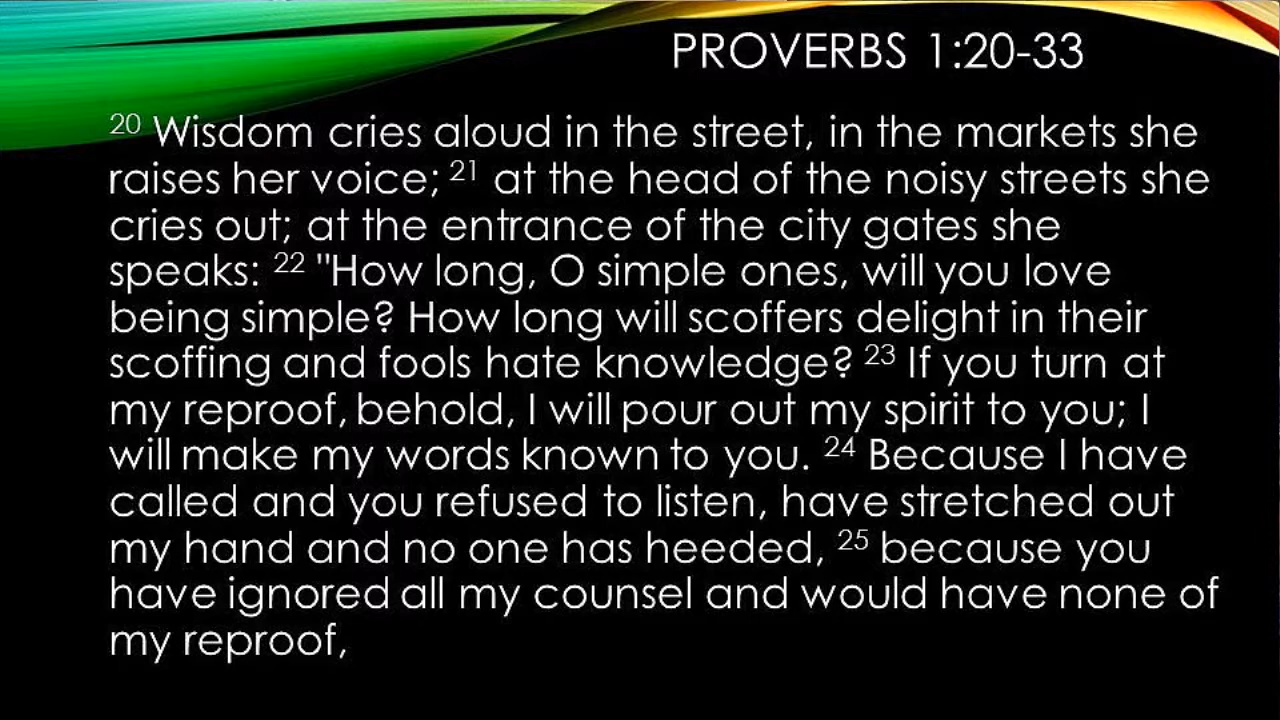 PROVERBS 1:20-33
20 Wisdom cries aloud in the street, in the markets she
raises her voice; 21 at the head of the noisy streets she
cries out; at the entrance of the city gates she
speaks: 22 "How long, O simple ones, will you love
being simple? How long will scoffers delight in their
scoffing and fools hate knowledge? 23 If you turn at
my reproof, behold, I will pour out my spirit to you; I
will make my words known to you. 24 Because I have
called and you refused to listen, have stretched out
my hand and no one has heeded, 25 because you
have ignored all my counsel and would have none of
my reproof,